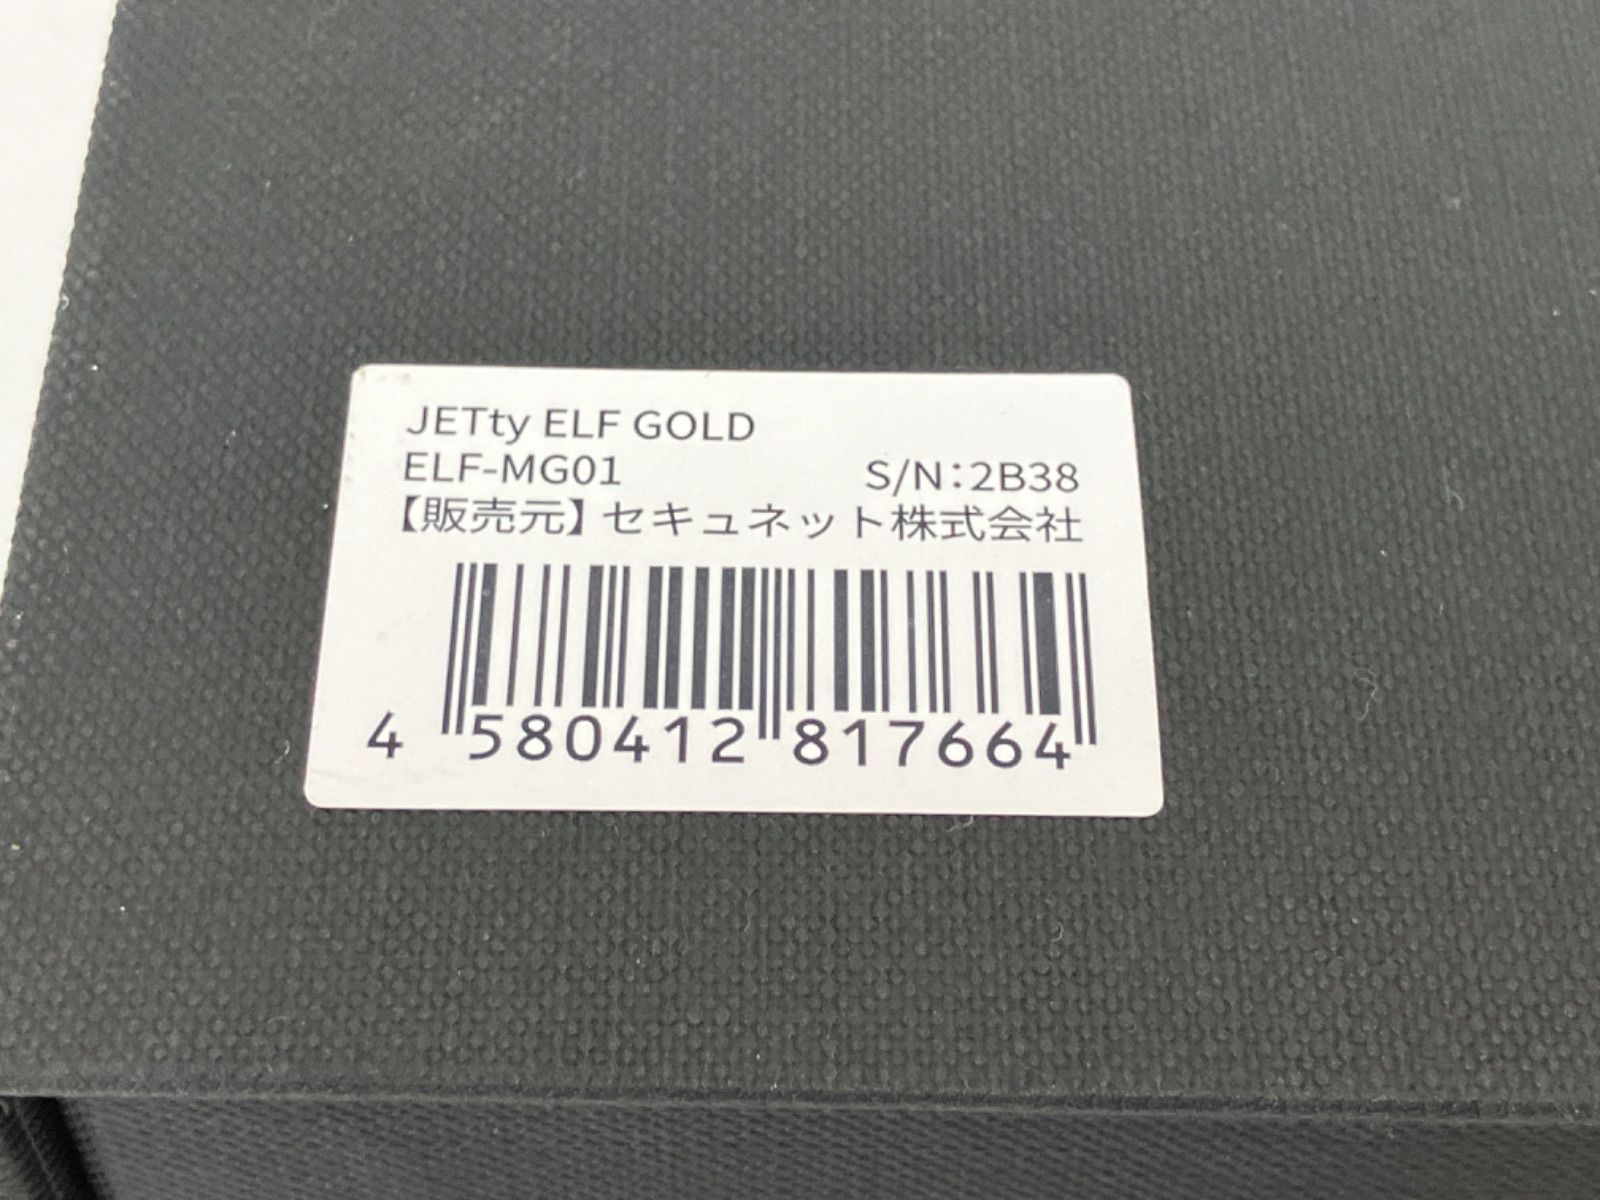 JETty ELF GOLD
ELF-MG01 S/N:2B38
【販売元】セキュネット株式会社
4 580412 817664